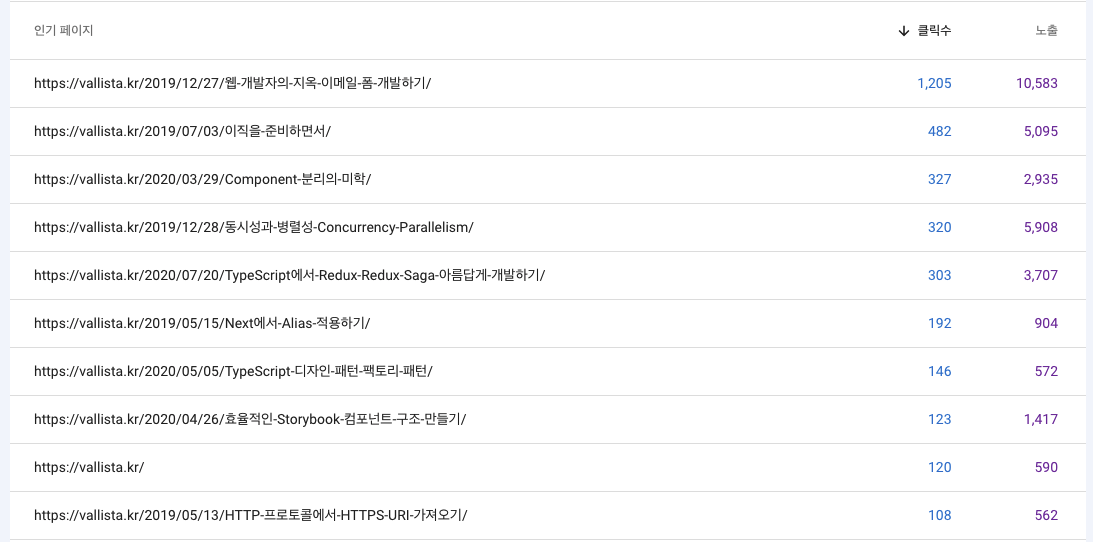 인기 페이지 ↓ 클릭수 노출
https://vallista.kr/2019/12/27/웹-개발자의-지옥-이메일-폼-개발하기/ 1,205 10,583
https://vallista.kr/2019/07/03/이직을-준비하면서/ 482 5,095
https://vallista.kr/2020/03/29/Component-분리의-미학/ 327 2,935
https://vallista.kr/2019/12/28/동시성과-병렬성-Concurrency-Parallelism/ 320 5,908
https://vallista.kr/2020/07/20/TypeScript에서-Redux-Redux-Saga-아름답게-개발하기/ 303 3,707
https://vallista.kr/2019/05/15/Next에서-Alias-적용하기/ 192 904
https://vallista.kr/2020/05/05/TypeScript-디자인-패턴-팩토리-패턴/ 146 572
https://vallista.kr/2020/04/26/효율적인-Storybook-컴포넌트-구조-만들기/ 123 1,417
https://vallista.kr/ 120 590
https://vallista.kr/2019/05/13/HTTP-프로토콜에서-HTTPS-URI-가져오기/ 108 562